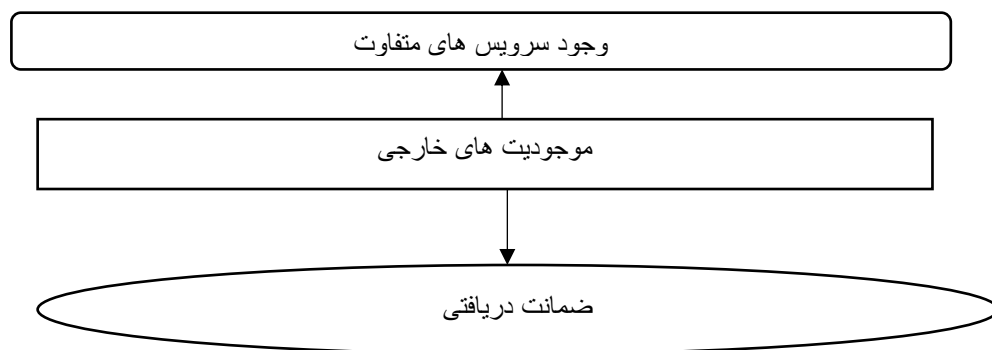 وجود سرویس های متفاوت
موجودیت های خارجی
ضمانت دریافتی